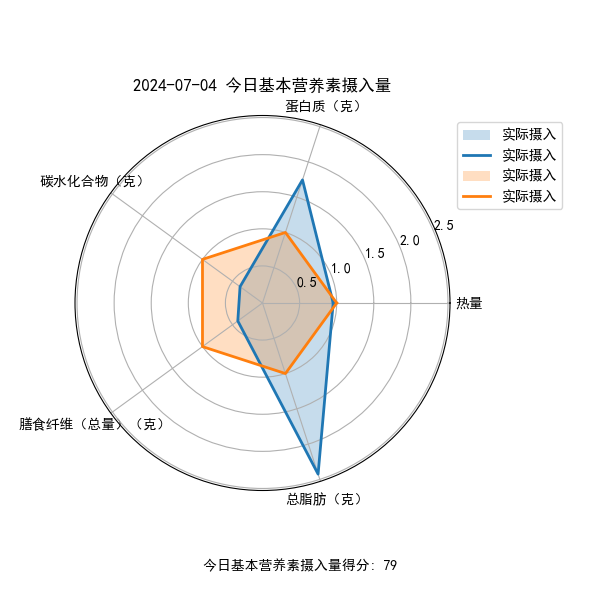 2024-07-04 今日基本营养素摄入量
蛋白质（克）
实际摄入
实际摄入
实际摄入
实际摄入
碳水化合物（克）
2.5
2.0
1.5
1.0
0.5
热量
膳食纤维（总量）（克）
总脂肪（克）
今日基本营养素摄入量得分: 79